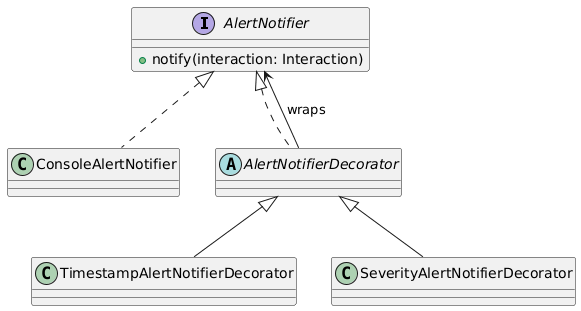 I AlertNotifier
notify(interaction: Interaction)
wraps
C ConsoleAlertNotifier
A AlertNotifierDecorator
C TimestampAlertNotifierDecorator
C SeverityAlertNotifierDecorator